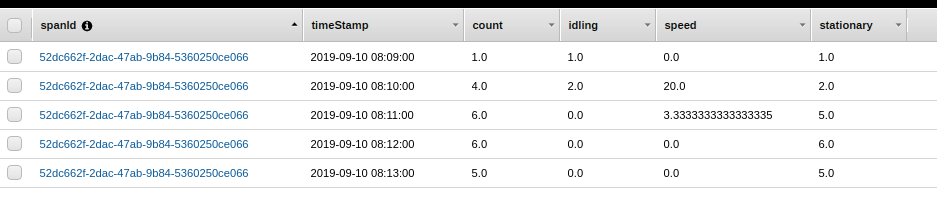 spanId timeStamp count idling speed stationary
52dc662f-2dac-47ab-9b84-5360250ce066 2019-09-10 08:09:00 1.0 1.0 0.0 1.0
52dc662f-2dac-47ab-9b84-5360250ce066 2019-09-10 08:10:00 4.0 2.0 20.0 2.0
52dc662f-2dac-47ab-9b84-5360250ce066 2019-09-10 08:11:00 6.0 0.0 3.3333333333333335 5.0
52dc662f-2dac-47ab-9b84-5360250ce066 2019-09-10 08:12:00 6.0 0.0 0.0 6.0
52dc662f-2dac-47ab-9b84-5360250ce066 2019-09-10 08:13:00 5.0 0.0 0.0 5.0